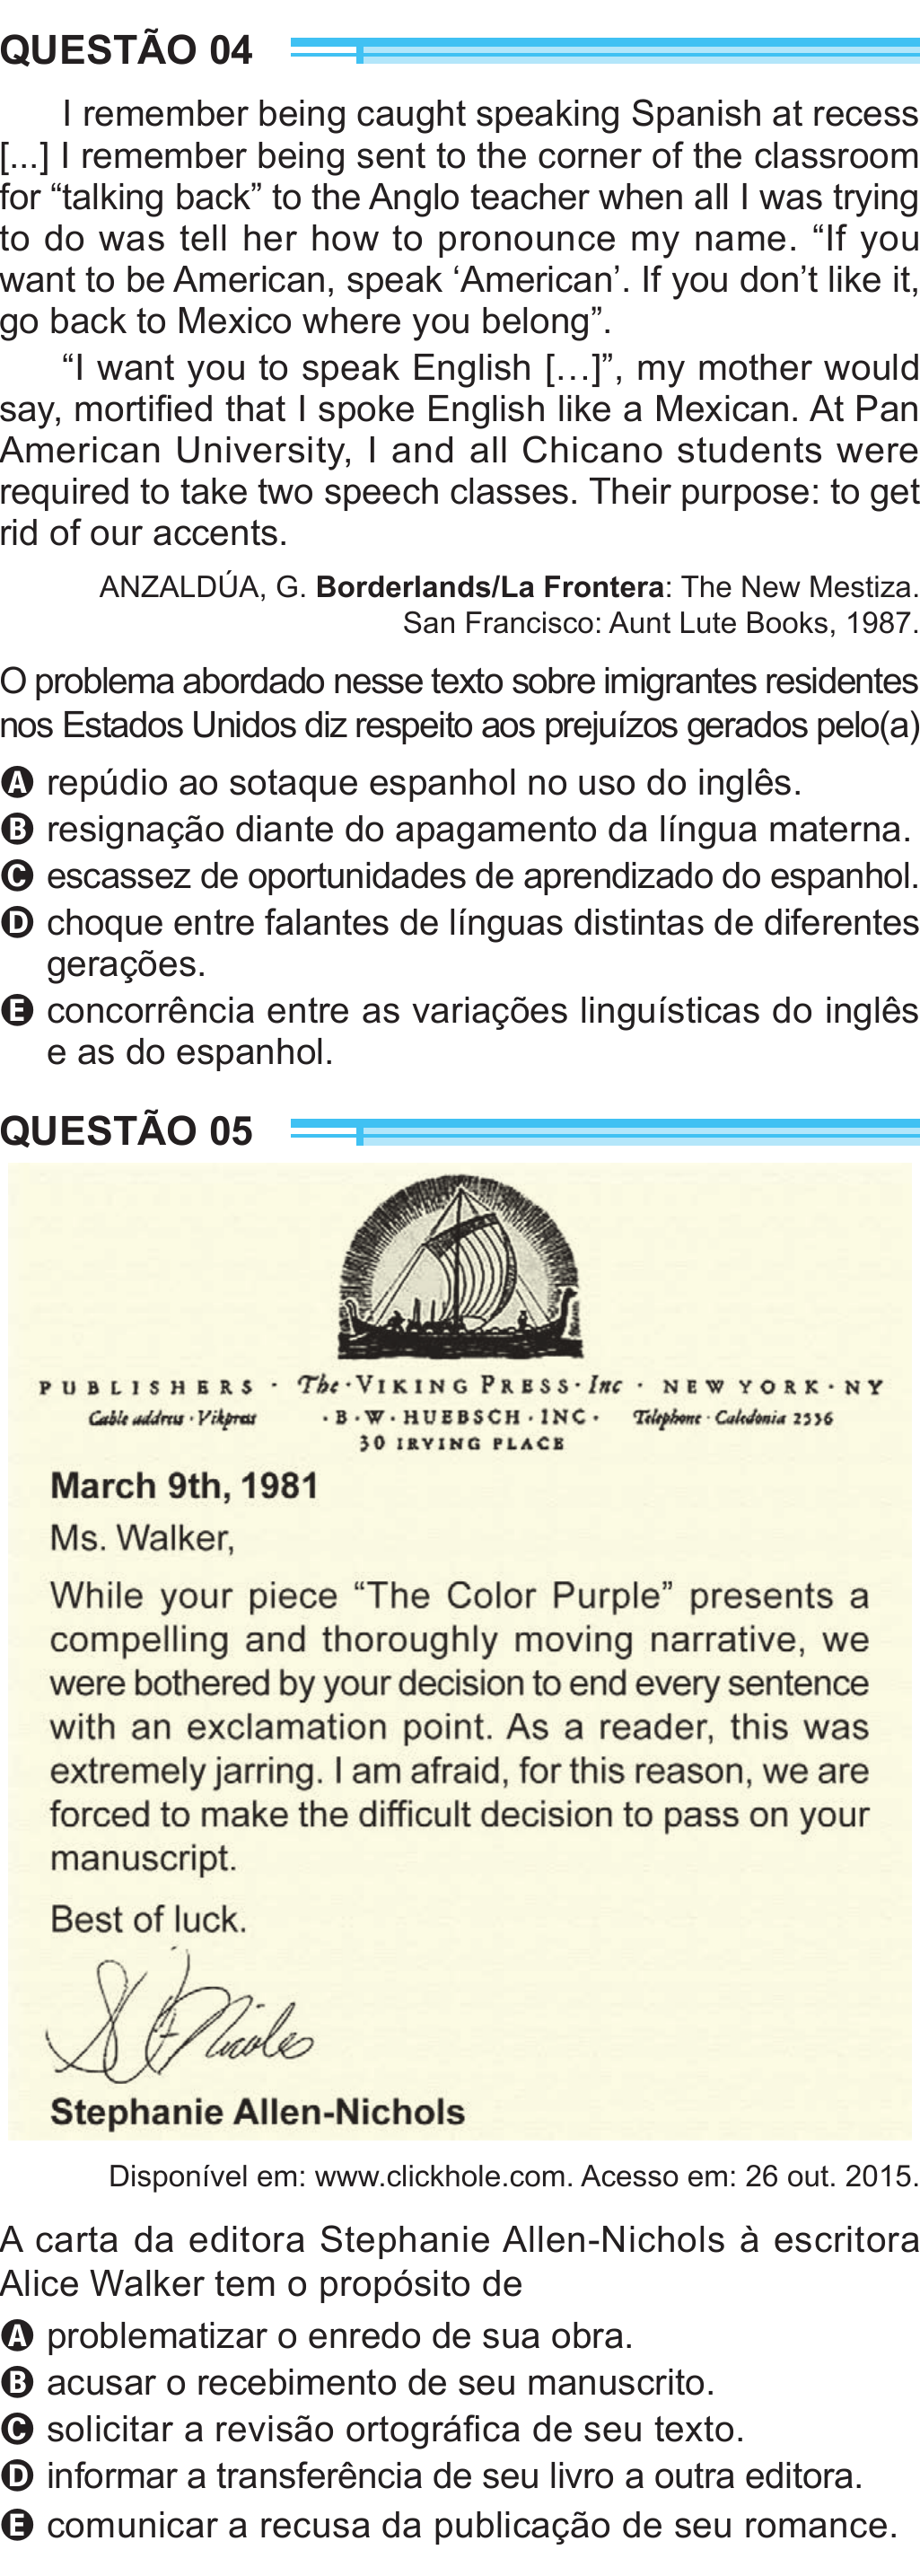 QUESTÃO 04
I remember being caught speaking Spanish at recess
[...] I remember being sent to the corner of the classroom
for “talking back” to the Anglo teacher when all I was trying
to do was tell her how to pronounce my name. “If you
want to be American, speak ‘American’. If you don’t like it,
go back to Mexico where you belong”.
“I want you to speak English […]”, my mother would
say, mortified that I spoke English like a Mexican. At Pan
American University, I and all Chicano students were
required to take two speech classes. Their purpose: to get
rid of our accents.
ANZALDÚA, G. Borderlands/La Frontera: The New Mestiza.
San Francisco: Aunt Lute Books, 1987.
O problema abordado nesse texto sobre imigrantes residentes
nos Estados Unidos diz respeito aos prejuízos gerados pelo(a)
A repúdio ao sotaque espanhol no uso do inglês.
B resignação diante do apagamento da língua materna.
C escassez de oportunidades de aprendizado do espanhol.
D choque entre falantes de línguas distintas de diferentes
gerações.
E concorrência entre as variações linguísticas do inglês
e as do espanhol.
QUESTÃO 05
PUBLISHERS · The · VIKING PRESS · Inc · NEW YORK · NY
Cable address · Vikpress · B · W · HUEBSCH · INC · Telephone · Caledonia 2536
30 IRVING PLACE
March 9th, 1981
Ms. Walker,
While your piece “The Color Purple” presents a
compelling and thoroughly moving narrative, we
were bothered by your decision to end every sentence
with an exclamation point. As a reader, this was
extremely jarring. I am afraid, for this reason, we are
forced to make the difficult decision to pass on your
manuscript.
Best of luck.
Stephanie Allen-Nichols
Disponível em: www.clickhole.com. Acesso em: 26 out. 2015.
A carta da editora Stephanie Allen-Nichols à escritora
Alice Walker tem o propósito de
A problematizar o enredo de sua obra.
B acusar o recebimento de seu manuscrito.
C solicitar a revisão ortográfica de seu texto.
D informar a transferência de seu livro a outra editora.
E comunicar a recusa da publicação de seu romance.